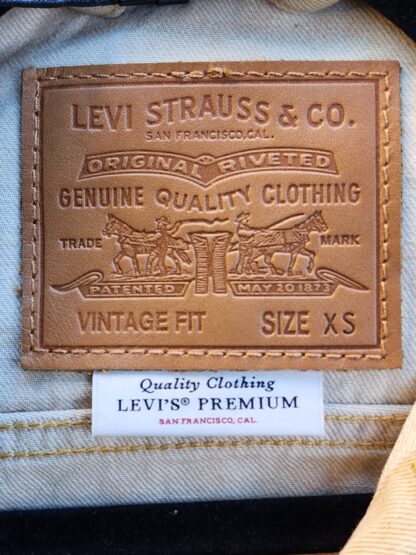 LEVI STRAUSS & CO.
SAN FRANCISCO, CAL.
ORIGINAL RIVETED
GENUINE QUALITY CLOTHING
TRADE MARK
PATENTED MAY 20 1873
VINTAGE FIT SIZE XS
Quality Clothing
LEVI'S® PREMIUM
SAN FRANCISCO, CAL.